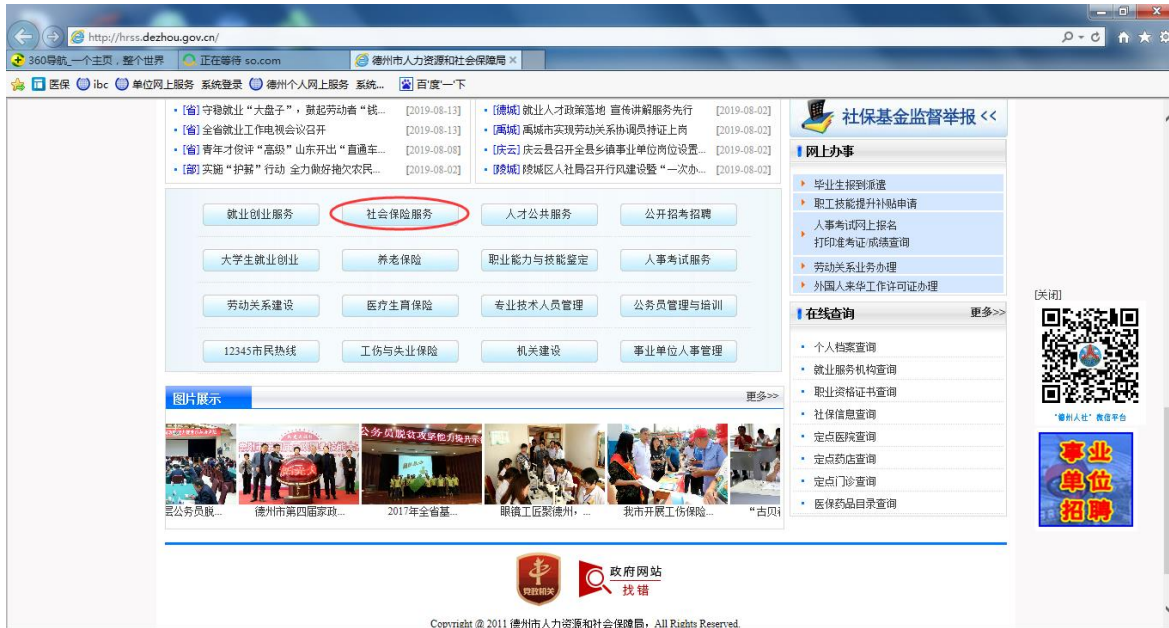 http://hrss.dezhou.gov.cn/
360导航_一个主页，整个世界
正在等待 so.com
德州市人力资源和社会保障局
医保
ibc
单位网上服务 系统登录
德州个人网上服务 系统...
百度一下
[省] 守稳就业“大盘子”，鼓起劳动者“钱... [2019-08-13]
[省] 全省就业工作电视会议召开 [2019-08-13]
[省] 青年才俊评“高级”山东开出“直通车... [2019-08-08]
[部] 实施“护薪”行动 全力做好拖欠农民... [2019-08-02]
[德城] 就业人才政策落地 宣传讲解服务先行 [2019-08-02]
[禹城] 禹城市实现劳动关系协调员持证上岗 [2019-08-02]
[庆云] 庆云县召开全县乡镇事业单位岗位设置... [2019-08-02]
[陵城] 陵城区人社局召开行风建设暨“一次办... [2019-08-02]
就业创业服务 社会保险服务 人才公共服务 公开招考招聘
大学生就业创业 养老保险 职业能力与技能鉴定 人事考试服务
劳动关系建设 医疗生育保险 专业技术人员管理 公务员管理与培训
12345市民热线 工伤与失业保险 机关建设 事业单位人事管理
图片展示 更多>>
公务员脱贫攻坚能力提升
层公务员脱... 德州市第四届家政... 2017年全省基... 眼镜工匠聚德州，... 我市开展工伤保险... “古贝
社保基金监督举报 <<
网上办事
毕业生报到派遣
职工技能提升补贴申请
人事考试网上报名
打印准考证/成绩查询
劳动关系业务办理
外国人来华工作许可证办理
在线查询 更多>>
个人档案查询
就业服务机构查询
职业资格证书查询
社保信息查询
定点医院查询
定点药店查询
定点门诊查询
医保药品目录查询
[关闭]
“德州人社”微信平台
事业
单位
招聘
党政机关
政府网站
找错
Copyright @ 2011 德州市人力资源和社会保障局，All Rights Reserved.